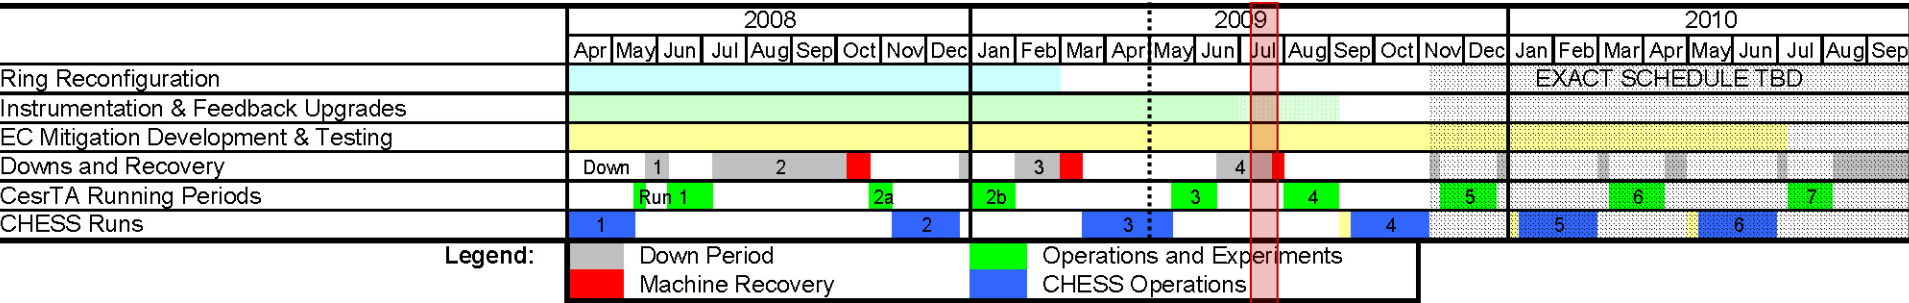 2008 2009 2010
Apr May Jun Jul Aug Sep Oct Nov Dec Jan Feb Mar Apr May Jun Jul Aug Sep Oct Nov Dec Jan Feb Mar Apr May Jun Jul Aug Sep
Ring Reconfiguration EXACT SCHEDULE TBD
Instrumentation & Feedback Upgrades
EC Mitigation Development & Testing
Downs and Recovery Down 1 2 3 4
CesrTA Running Periods Run 1 2a 2b 3 4 5 6 7
CHESS Runs 1 2 3 4 5 6
Legend: Down Period Operations and Experiments
Machine Recovery CHESS Operations